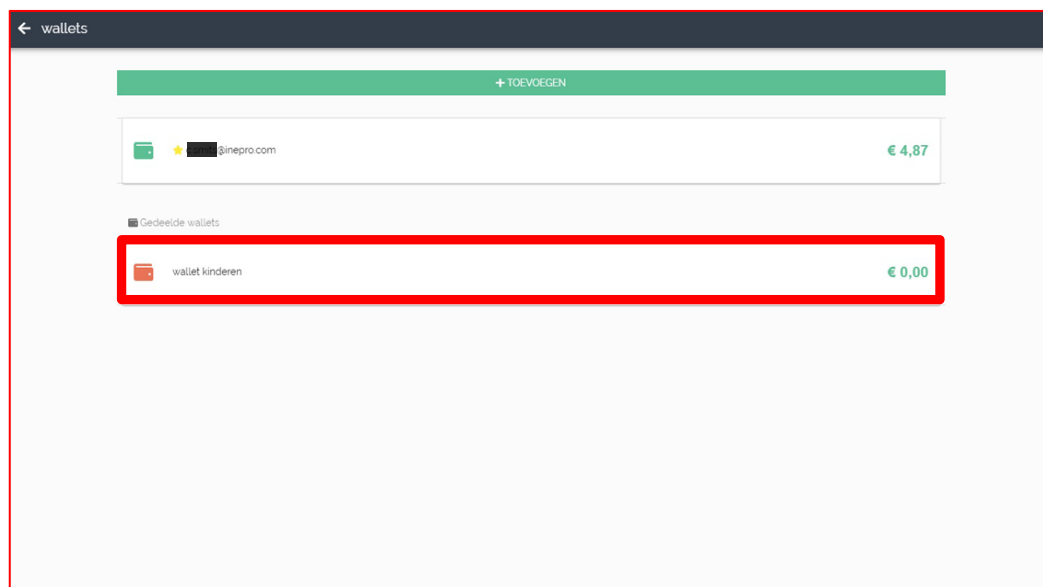 wallets
+ TOEVOEGEN
@inepro.com
€ 4,87
Gedeelde wallets
wallet kinderen
€ 0,00